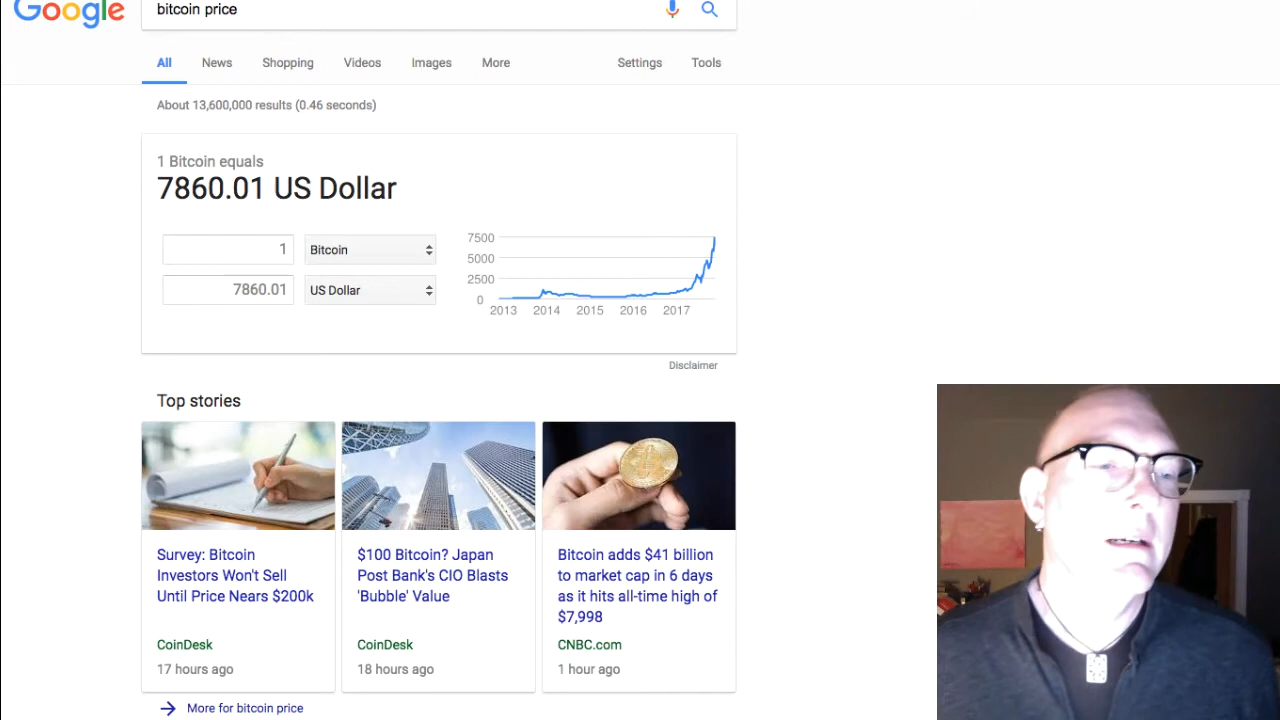 Google
bitcoin price
All News Shopping Videos Images More Settings Tools
About 13,600,000 results (0.46 seconds)
1 Bitcoin equals
7860.01 US Dollar
1 Bitcoin
7860.01 US Dollar
7500
5000
2500
0
2013 2014 2015 2016 2017
Disclaimer
Top stories
Survey: Bitcoin
Investors Won't Sell
Until Price Nears $200k
CoinDesk
17 hours ago
$100 Bitcoin? Japan
Post Bank's CIO Blasts
'Bubble' Value
CoinDesk
18 hours ago
Bitcoin adds $41 billion
to market cap in 6 days
as it hits all-time high of
$7,998
CNBC.com
1 hour ago
More for bitcoin price